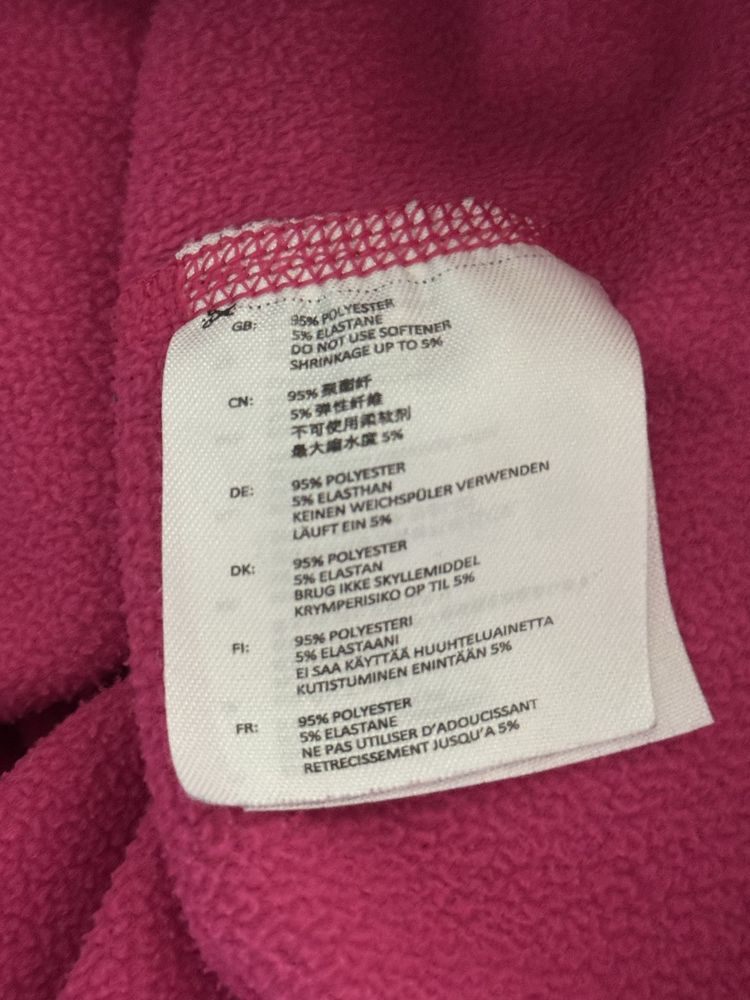 GB: 95% POLYESTER
5% ELASTANE
DO NOT USE SOFTENER
SHRINKAGE UP TO 5%
CN: 95% 聚酯纤
5% 弹性纤维
不可使用柔软剂
最大缩水度 5%
DE: 95% POLYESTER
5% ELASTHAN
KEINEN WEICHSPÜLER VERWENDEN
LÄUFT EIN 5%
DK: 95% POLYESTER
5% ELASTAN
BRUG IKKE SKYLLEMIDDEL
KRYMPERISIKO OP TIL 5%
FI: 95% POLYESTERI
5% ELASTAANI
EI SAA KÄYTTÄÄ HUUHTELUAINETTA
KUTISTUMINEN ENINTÄÄN 5%
FR: 95% POLYESTER
5% ELASTANE
NE PAS UTILISER D'ADOUCISSANT
RETRECISSEMENT JUSQU'A 5%